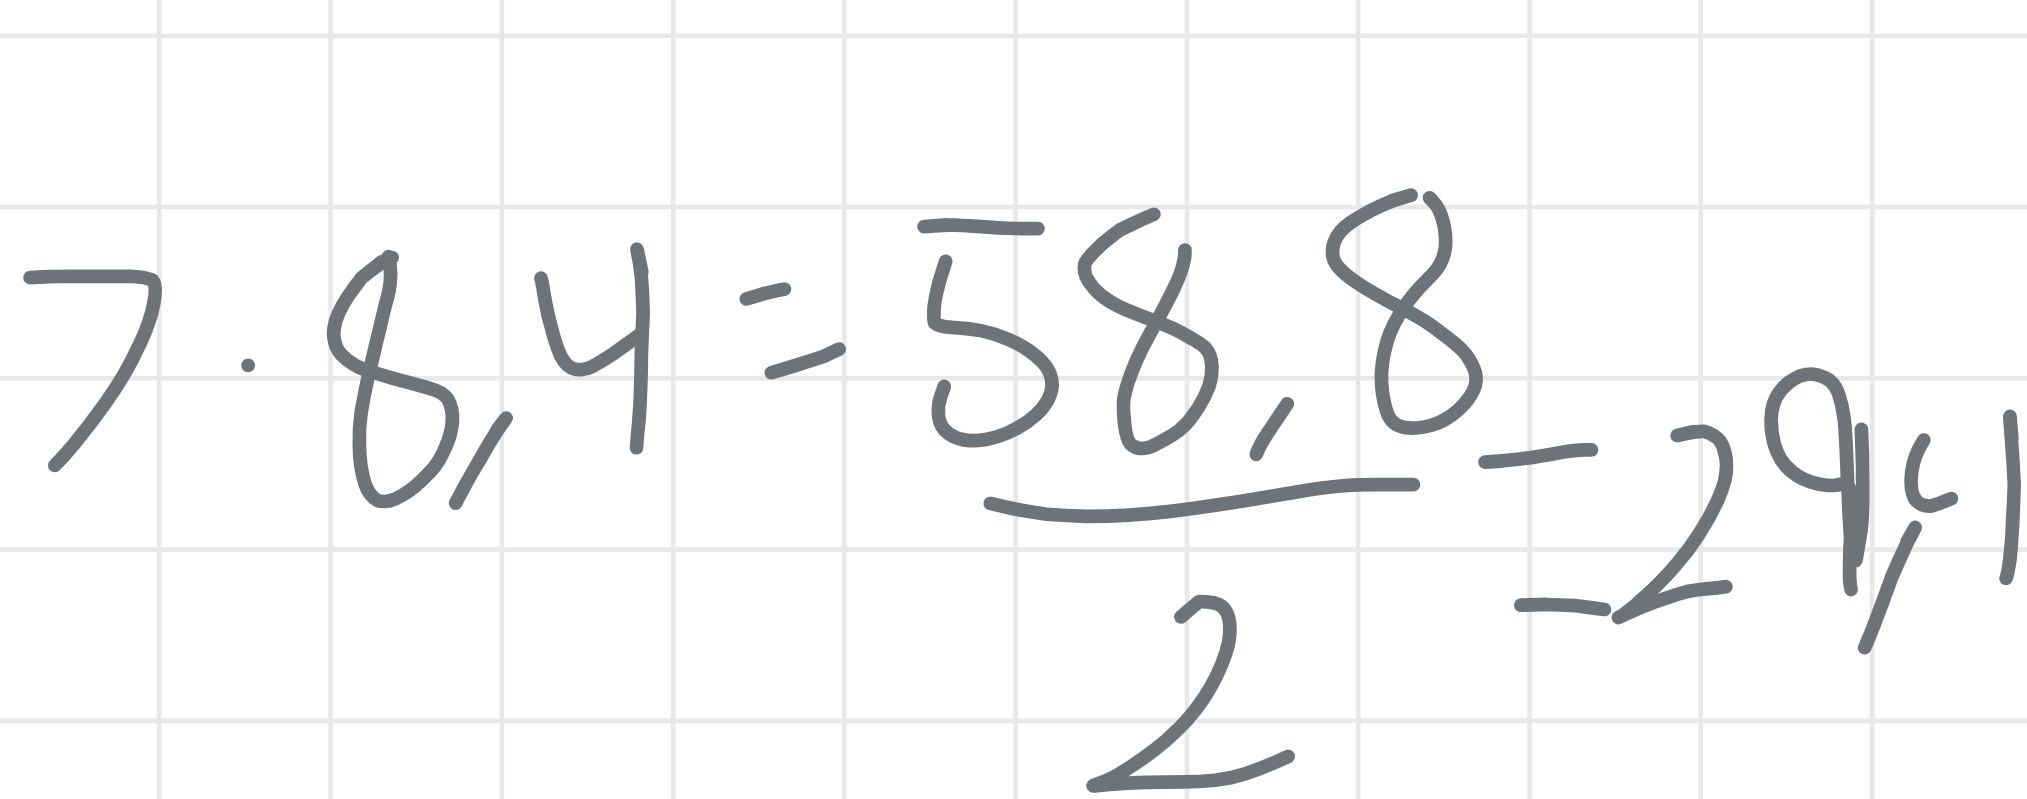 7 · 8,4 = 58,8 / 2 = 29,4